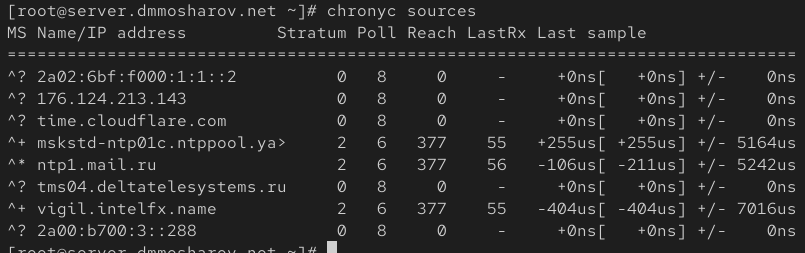 [root@server.dmmosharov.net ~]# chronyc sources
MS Name/IP address         Stratum Poll Reach LastRx Last sample
===============================================================================
^? 2a02:6bf:f000:1:1::2          0   8     0     -     +0ns[   +0ns] +/-    0ns
^? 176.124.213.143               0   8     0     -     +0ns[   +0ns] +/-    0ns
^? time.cloudflare.com           0   8     0     -     +0ns[   +0ns] +/-    0ns
^+ mskstd-ntp01c.ntppool.ya>     2   6   377    55   +255us[ +255us] +/- 5164us
^* ntp1.mail.ru                  2   6   377    56   -106us[ -211us] +/- 5242us
^? tms04.deltatelesystems.ru     0   8     0     -     +0ns[   +0ns] +/-    0ns
^+ vigil.intelfx.name            2   6   377    55   -404us[ -404us] +/- 7016us
^? 2a00:b700:3::288              0   8     0     -     +0ns[   +0ns] +/-    0ns
[root@server.dmmosharov.net ~]#